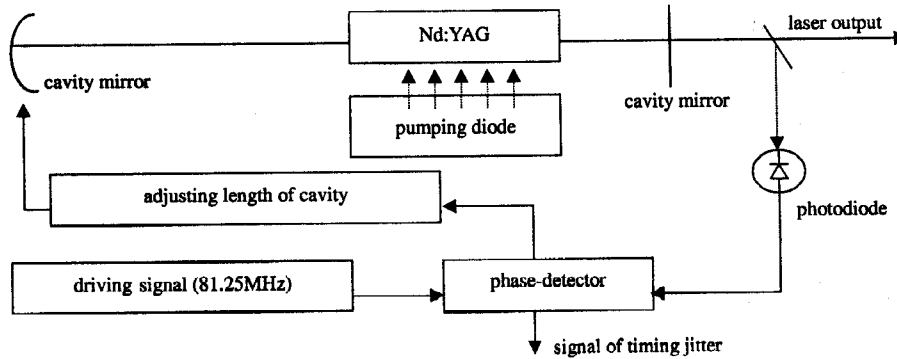 laser output
Nd:YAG
cavity mirror
cavity mirror
pumping diode
adjusting length of cavity
photodiode
driving signal (81.25MHz)
phase-detector
signal of timing jitter